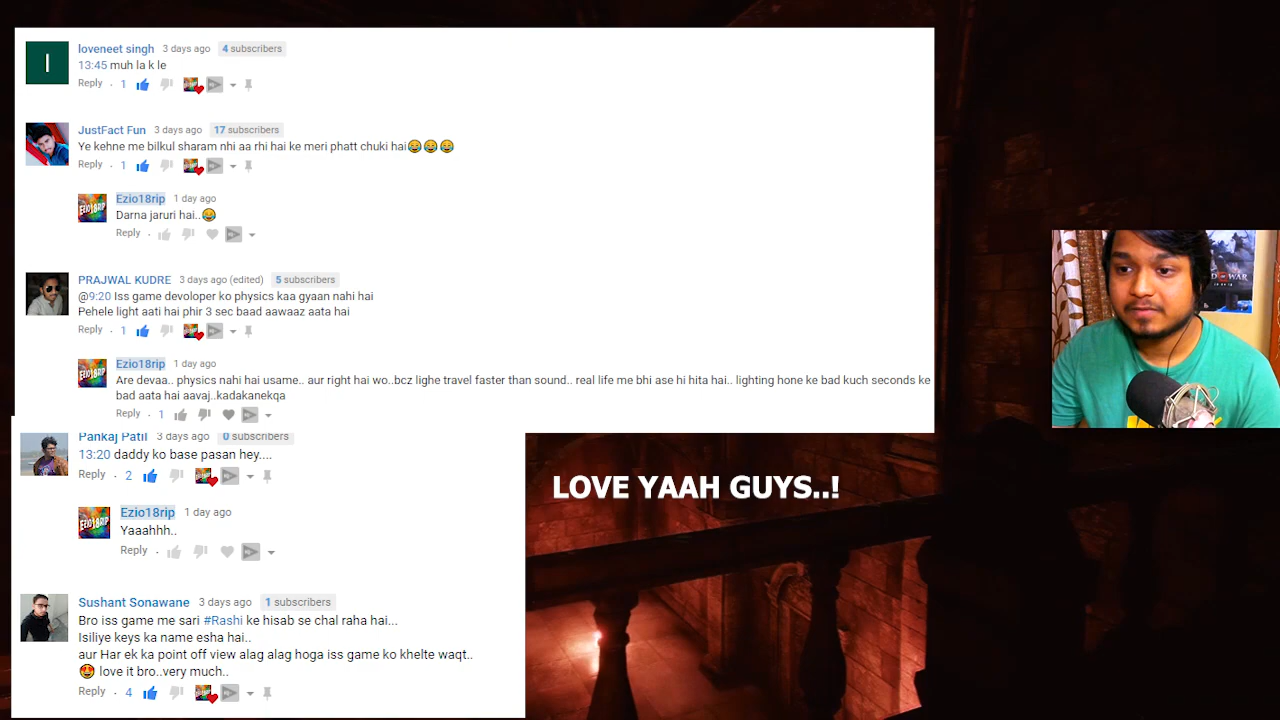 loveneet singh 3 days ago 4 subscribers
13:45 muh la k le
Reply · 1
JustFact Fun 3 days ago 17 subscribers
Ye kehne me bilkul sharam nhi aa rhi hai ke meri phatt chuki hai😂😂😂
Reply · 1
Ezio18rip 1 day ago
Darna jaruri hai..😂
Reply ·
PRAJWAL KUDRE 3 days ago (edited) 5 subscribers
@9:20 Iss game devoloper ko physics kaa gyaan nahi hai
Pehele light aati hai phir 3 sec baad aawaaz aata hai
Reply · 1
Ezio18rip 1 day ago
Are devaa.. physics nahi hai usame.. aur right hai wo..bcz lighe travel faster than sound.. real life me bhi ase hi hita hai.. lighting hone ke bad kuch seconds ke
bad aata hai aavaj..kadakanekqa
Reply · 1
Pankaj Patil 3 days ago 0 subscribers
13:20 daddy ko base pasan hey....
Reply · 2
Ezio18rip 1 day ago
Yaaahhh..
Reply ·
Sushant Sonawane 3 days ago 1 subscribers
Bro iss game me sari #Rashi ke hisab se chal raha hai...
Isiliye keys ka name esha hai..
aur Har ek ka point off view alag alag hoga iss game ko khelte waqt..
😍 love it bro..very much..
Reply · 4
LOVE YAAH GUYS..!